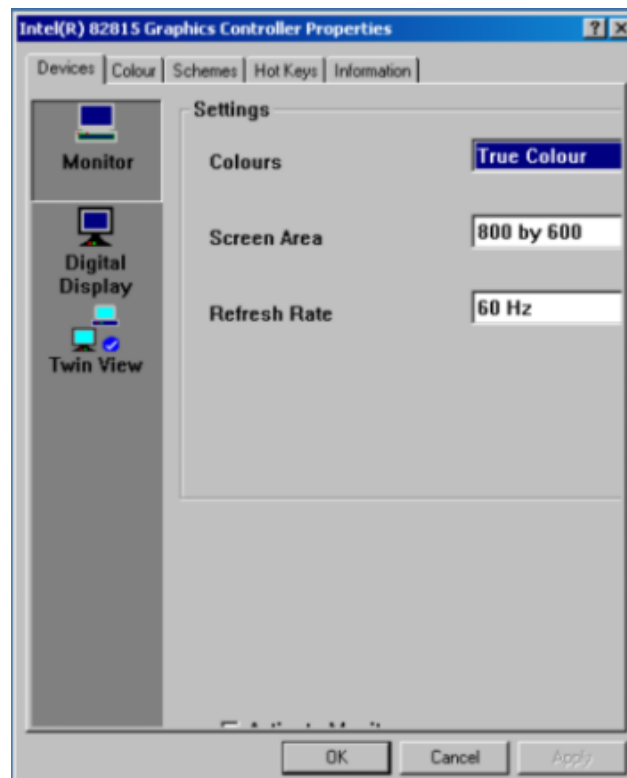 Intel(R) 82815 Graphics Controller Properties
Devices Colour Schemes Hot Keys Information
Settings
Monitor
Colours True Colour
Screen Area 800 by 600
Digital
Display
Refresh Rate 60 Hz
Twin View
OK Cancel Apply